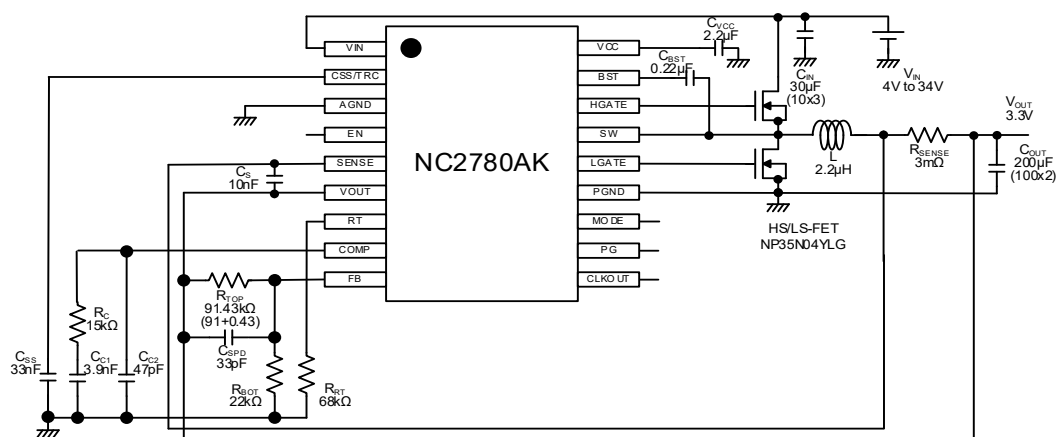 NC2780AK
VIN
CSS/TRC
AGND
EN
SENSE
VOUT
RT
COMP
FB
VCC
BST
HGATE
SW
LGATE
PGND
MODE
PG
CLKOUT
CVCC
2.2µF
CBST
0.22µF
CIN
30µF
(10x3)
VIN
4V to 34V
VOUT
3.3V
L
2.2µH
RSENSE
3mΩ
COUT
200µF
(100x2)
HS/LS-FET
NP35N04YLG
CS
10nF
RTOP
91.43kΩ
(91+0.43)
CSPD
33pF
RC
15kΩ
CSS
33nF
CC1
3.9nF
CC2
47pF
RBOT
22kΩ
RRT
68kΩ